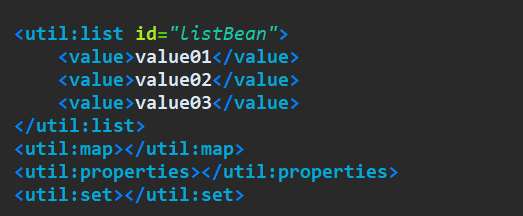 <util:list id="listBean">
    <value>value01</value>
    <value>value02</value>
    <value>value03</value>
</util:list>
<util:map></util:map>
<util:properties></util:properties>
<util:set></util:set>